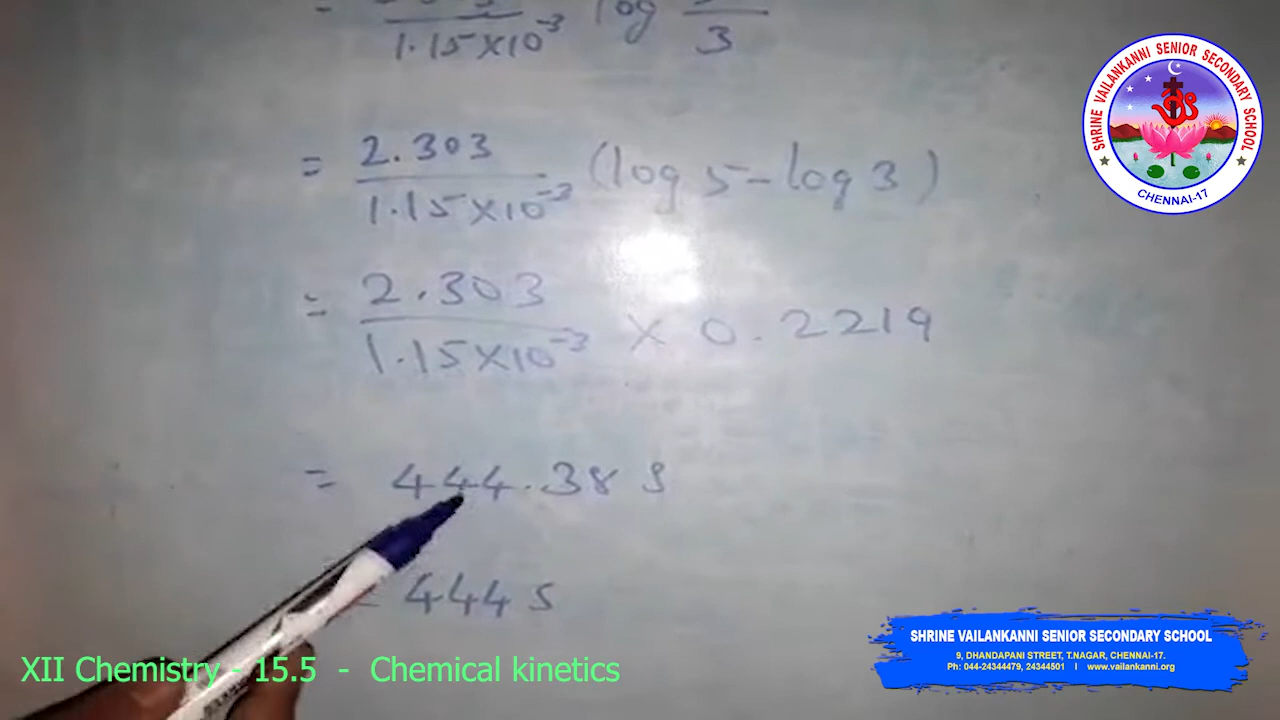 1.15×10⁻³ log 3
= 2.303
1.15×10⁻³ (log 5 – log 3)
= 2.303
1.15×10⁻³ × 0.2219
= 444.38 s
= 444 s
SHRINE VAILANKANNI SENIOR SECONDARY SCHOOL
CHENNAI-17
XII Chemistry - 15.5 - Chemical kinetics
SHRINE VAILANKANNI SENIOR SECONDARY SCHOOL
9, DHANDAPANI STREET, T.NAGAR, CHENNAI-17.
Ph: 044-24344479, 24344501 I www.vailankanni.org